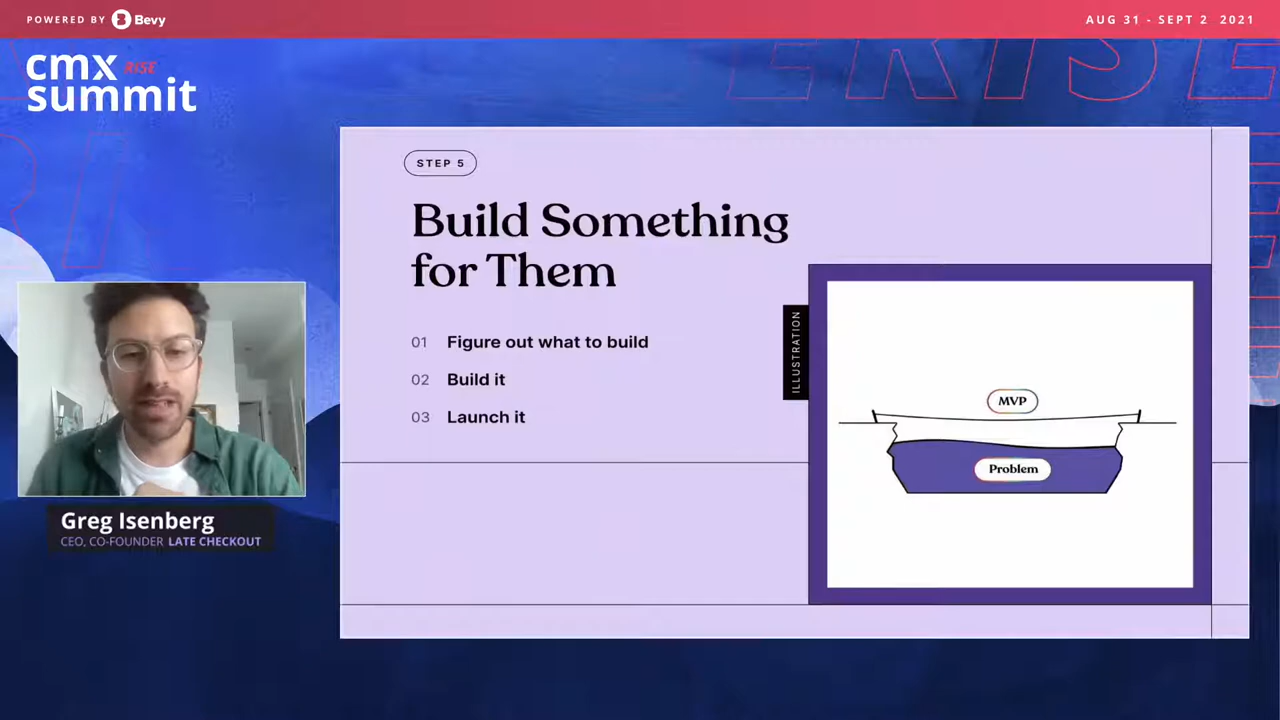 POWERED BY Bevy
AUG 31 - SEPT 2 2021
cmx RISE
summit
ERISE
STEP 5
Build Something
for Them
01 Figure out what to build
02 Build it
03 Launch it
ILLUSTRATION
MVP
Problem
Greg Isenberg
CEO, CO-FOUNDER LATE CHECKOUT